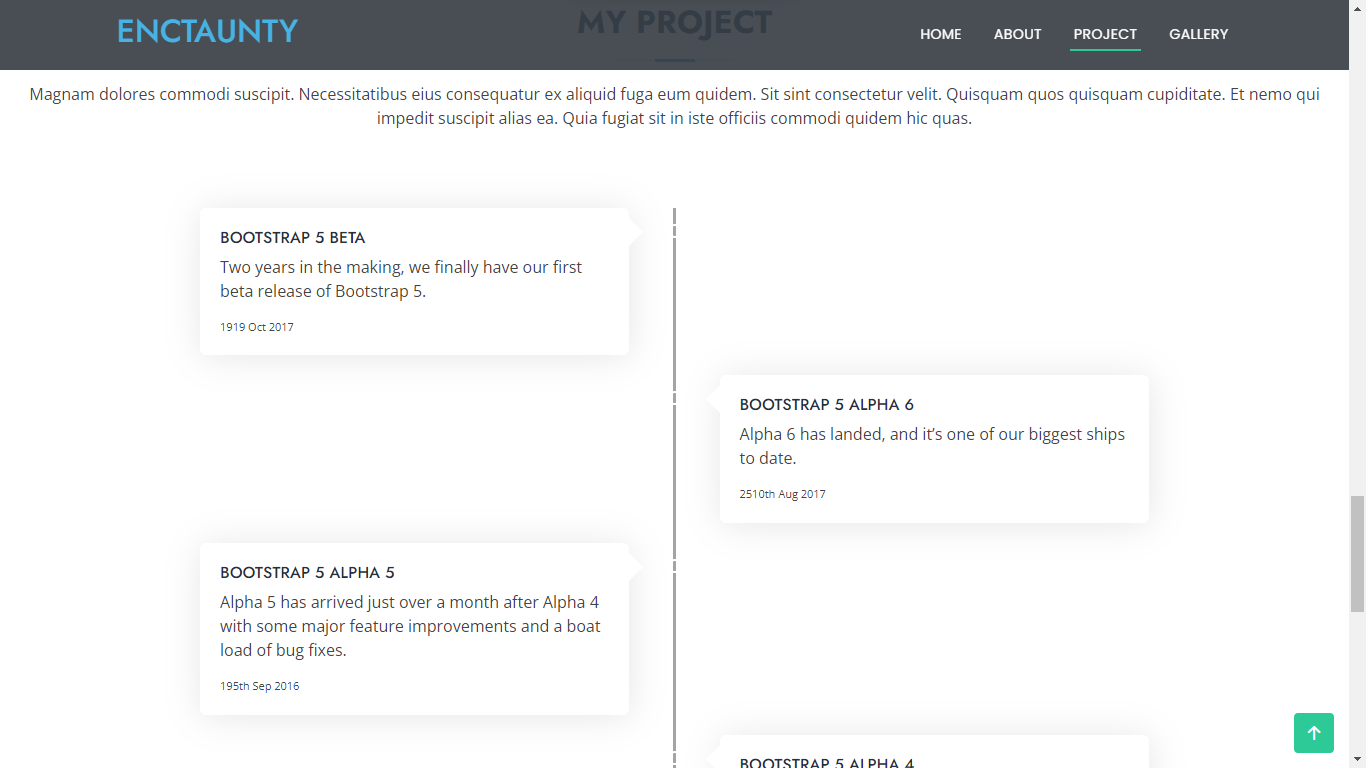 ENCTAUNTY
MY PROJECT
HOME ABOUT PROJECT GALLERY
Magnam dolores commodi suscipit. Necessitatibus eius consequatur ex aliquid fuga eum quidem. Sit sint consectetur velit. Quisquam quos quisquam cupiditate. Et nemo qui
impedit suscipit alias ea. Quia fugiat sit in iste officiis commodi quidem hic quas.
BOOTSTRAP 5 BETA
Two years in the making, we finally have our first
beta release of Bootstrap 5.
1919 Oct 2017
BOOTSTRAP 5 ALPHA 6
Alpha 6 has landed, and it’s one of our biggest ships
to date.
2510th Aug 2017
BOOTSTRAP 5 ALPHA 5
Alpha 5 has arrived just over a month after Alpha 4
with some major feature improvements and a boat
load of bug fixes.
195th Sep 2016
BOOTSTRAP 5 ALPHA 4